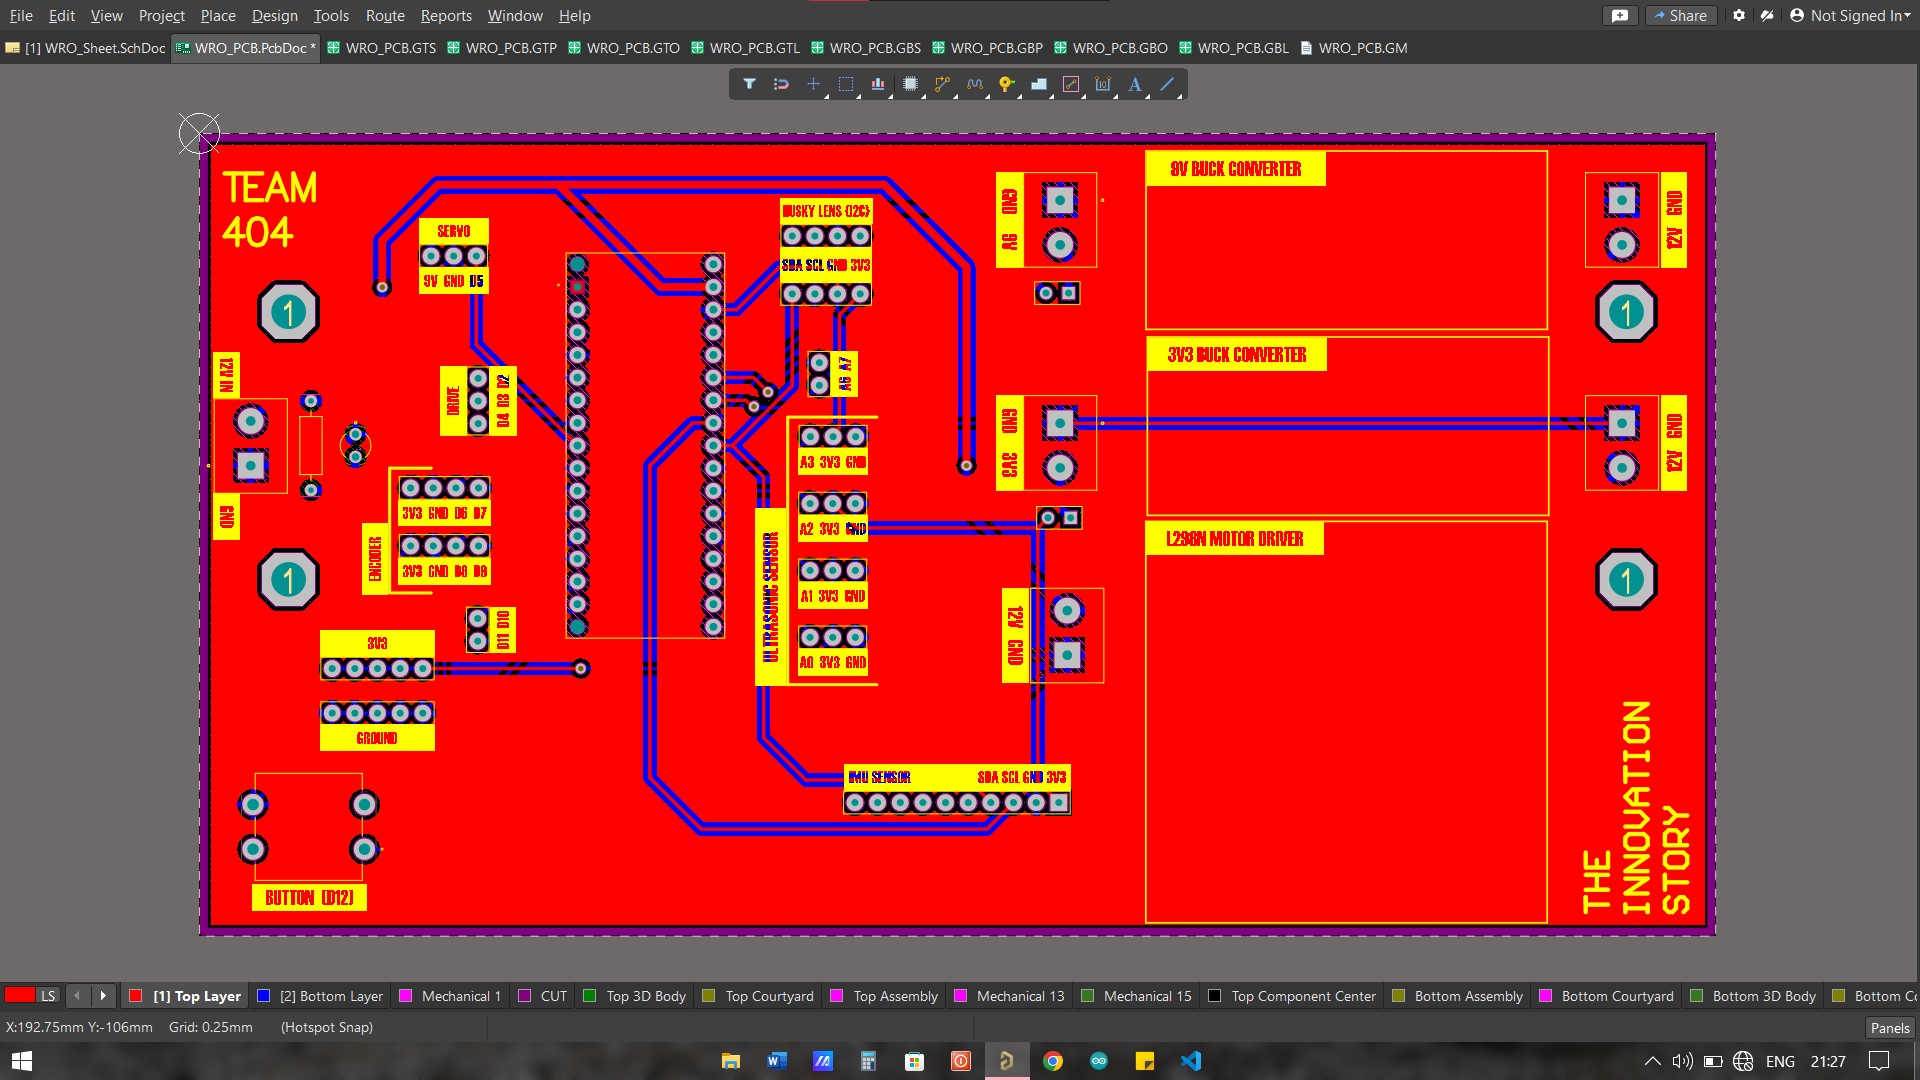 File Edit View Project Place Design Tools Route Reports Window Help
Share Not Signed In
[1] WRO_Sheet.SchDoc WRO_PCB.PcbDoc * WRO_PCB.GTS WRO_PCB.GTP WRO_PCB.GTO WRO_PCB.GTL WRO_PCB.GBS WRO_PCB.GBP WRO_PCB.GBO WRO_PCB.GBL WRO_PCB.GM
TEAM
404
SERVO
9V GND D5
HUSKY LENS (I2C)
SDA SCL GND 3V3
GND
9V
9V BUCK CONVERTER
GND
12V
12V IN
GND
DRIVE
D4 D3 D2
A6 A7
3V3 BUCK CONVERTER
GND
3V3
GND
12V
ENCODER
3V3 GND D6 D7
3V3 GND D8 D9
ULTRASONIC SENSOR
A3 3V3 GND
A2 3V3 GND
A1 3V3 GND
A0 3V3 GND
L298N MOTOR DRIVER
12V
GND
D11 D10
3V3
GROUND
1
1
1
1
IMU SENSOR SDA SCL GND 3V3
BUTTON (D12)
THE
INNOVATION
STORY
LS [1] Top Layer [2] Bottom Layer Mechanical 1 CUT Top 3D Body Top Courtyard Top Assembly Mechanical 13 Mechanical 15 Top Component Center Bottom Assembly Bottom Courtyard Bottom 3D Body Bottom Co
X:192.75mm Y:-106mm Grid: 0.25mm (Hotspot Snap)
Panels
ENG 21:27